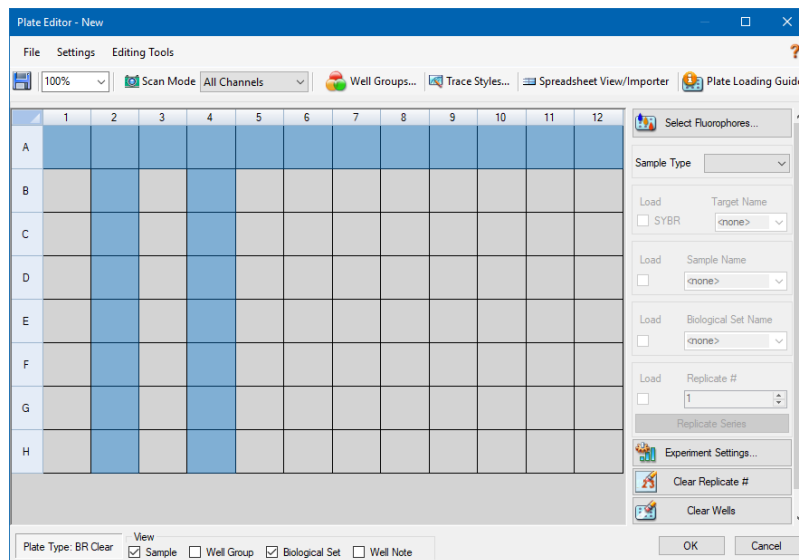 Plate Editor - New
File Settings Editing Tools ?
100% Scan Mode All Channels Well Groups... Trace Styles... Spreadsheet View/Importer Plate Loading Guide
1 2 3 4 5 6 7 8 9 10 11 12
A
B
C
D
E
F
G
H
Select Fluorophores...
Sample Type
Load Target Name
SYBR <none>
Load Sample Name
<none>
Load Biological Set Name
<none>
Load Replicate #
1
Replicate Series
Experiment Settings...
Clear Replicate #
Clear Wells
Plate Type: BR Clear
View
Sample Well Group Biological Set Well Note
OK Cancel